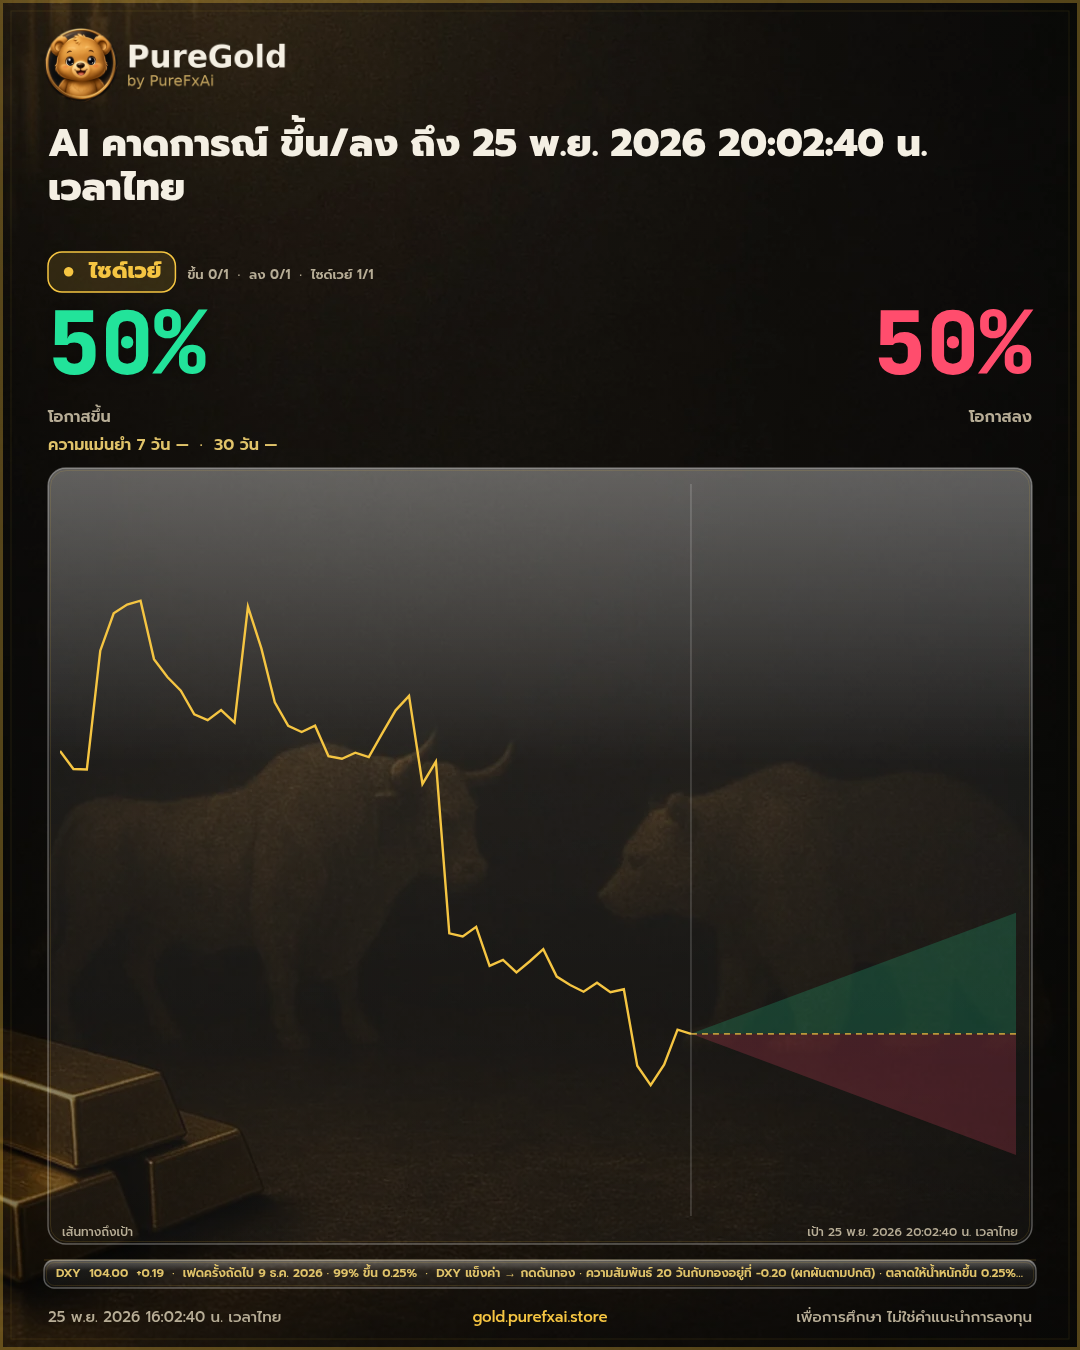 PureGold
by PureFxAi
AI คาดการณ์ ขึ้น/ลง ถึง 25 พ.ย. 2026 20:02:40 น.
เวลาไทย
ไซด์เวย์
ขึ้น 0/1 · ลง 0/1 · ไซด์เวย์ 1/1
50% 50%
โอกาสขึ้น โอกาสลง
ความแม่นยำ 7 วัน — · 30 วัน —
เส้นทางถึงเป้า เป้า 25 พ.ย. 2026 20:02:40 น. เวลาไทย
DXY 104.00 +0.19 · เฟดครั้งถัดไป 9 ธ.ค. 2026 · 99% ขึ้น 0.25% · DXY แข็งค่า → กดดันทอง · ความสัมพันธ์ 20 วันกับทองอยู่ที่ -0.20 (ผกผันตามปกติ) · ตลาดให้น้ำหนักขึ้น 0.25%...
25 พ.ย. 2026 16:02:40 น. เวลาไทย gold.purefxai.store เพื่อการศึกษา ไม่ใช่คำแนะนำการลงทุน